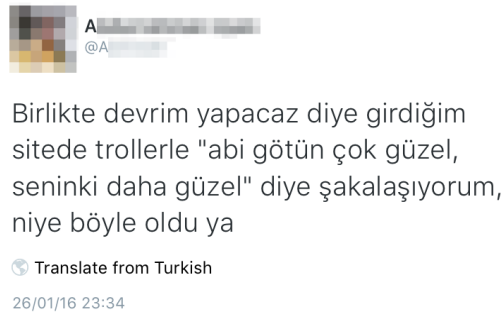 A
@A
Birlikte devrim yapacaz diye girdiğim
sitede trollerle "abi götün çok güzel,
seninki daha güzel" diye şakalaşıyorum,
niye böyle oldu ya
Translate from Turkish
26/01/16 23:34